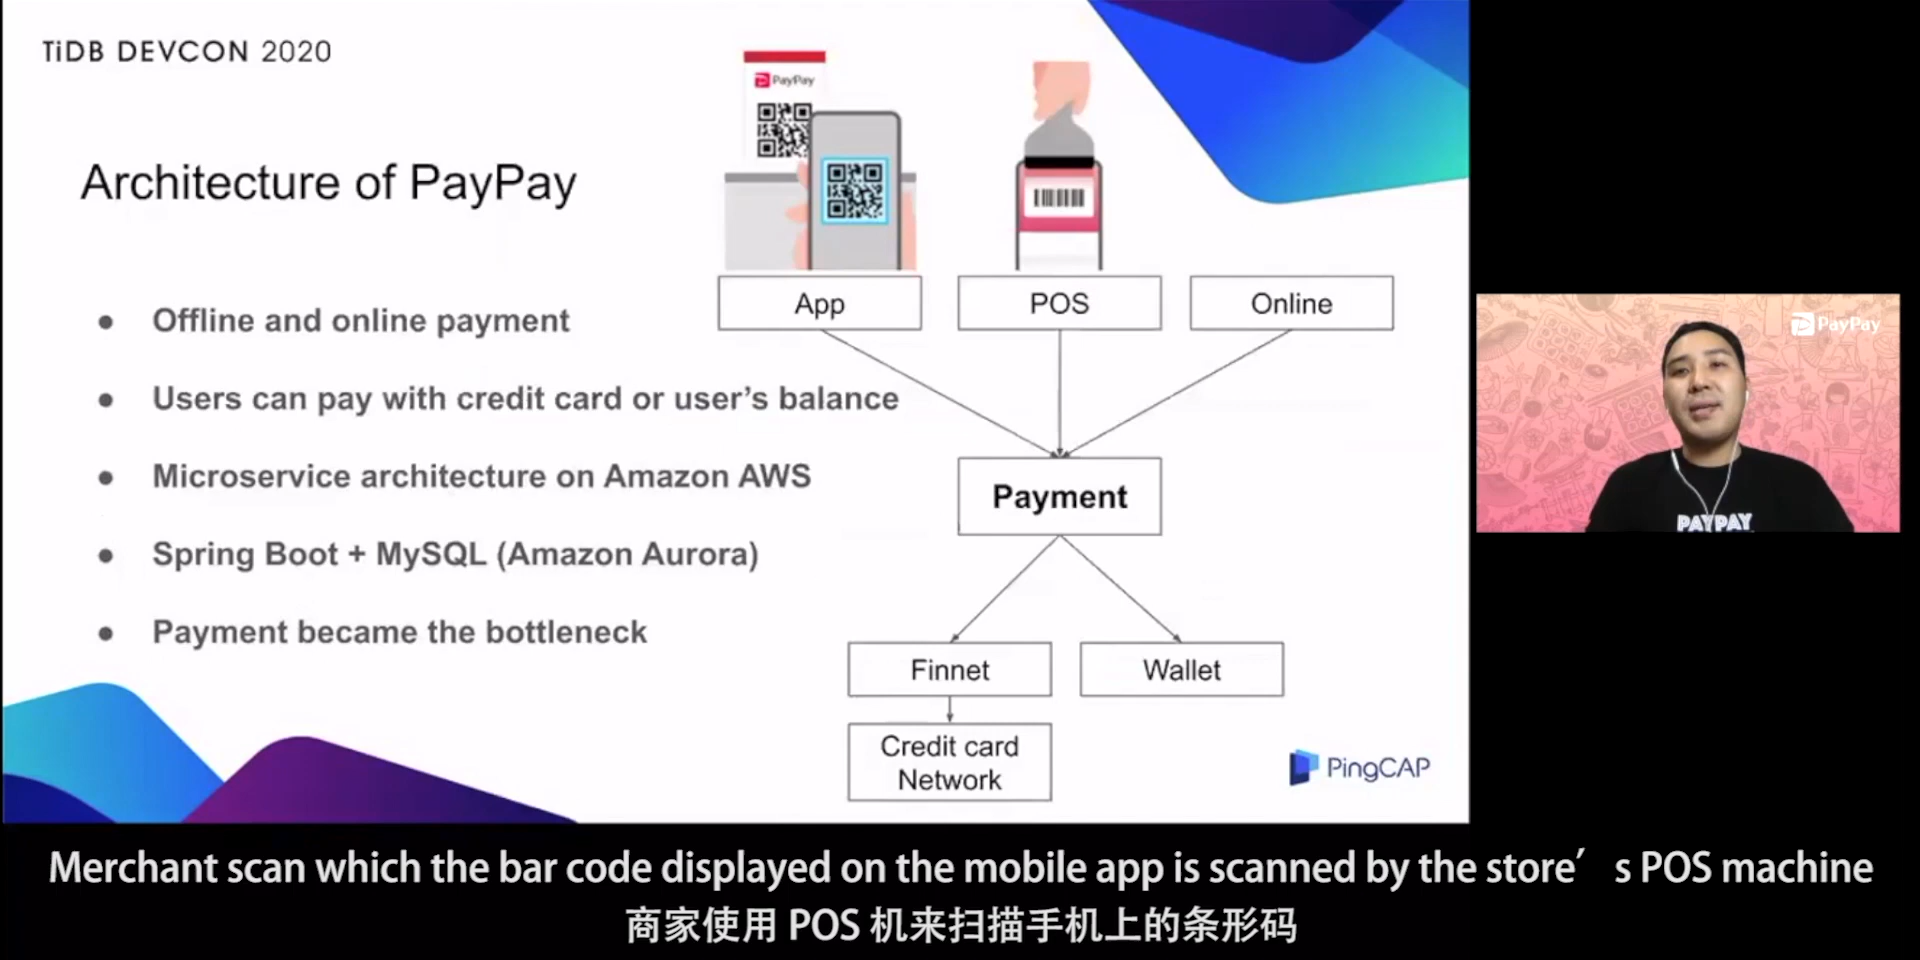 TiDB DEVCON 2020
PayPay
Architecture of PayPay
App
POS
Online
Offline and online payment
Users can pay with credit card or user's balance
Microservice architecture on Amazon AWS
Spring Boot + MySQL (Amazon Aurora)
Payment became the bottleneck
Payment
Finnet
Wallet
Credit card
Network
PingCAP
PayPay
PAYPAY
Merchant scan which the bar code displayed on the mobile app is scanned by the store′ s POS machine
商家使用 POS 机来扫描手机上的条形码